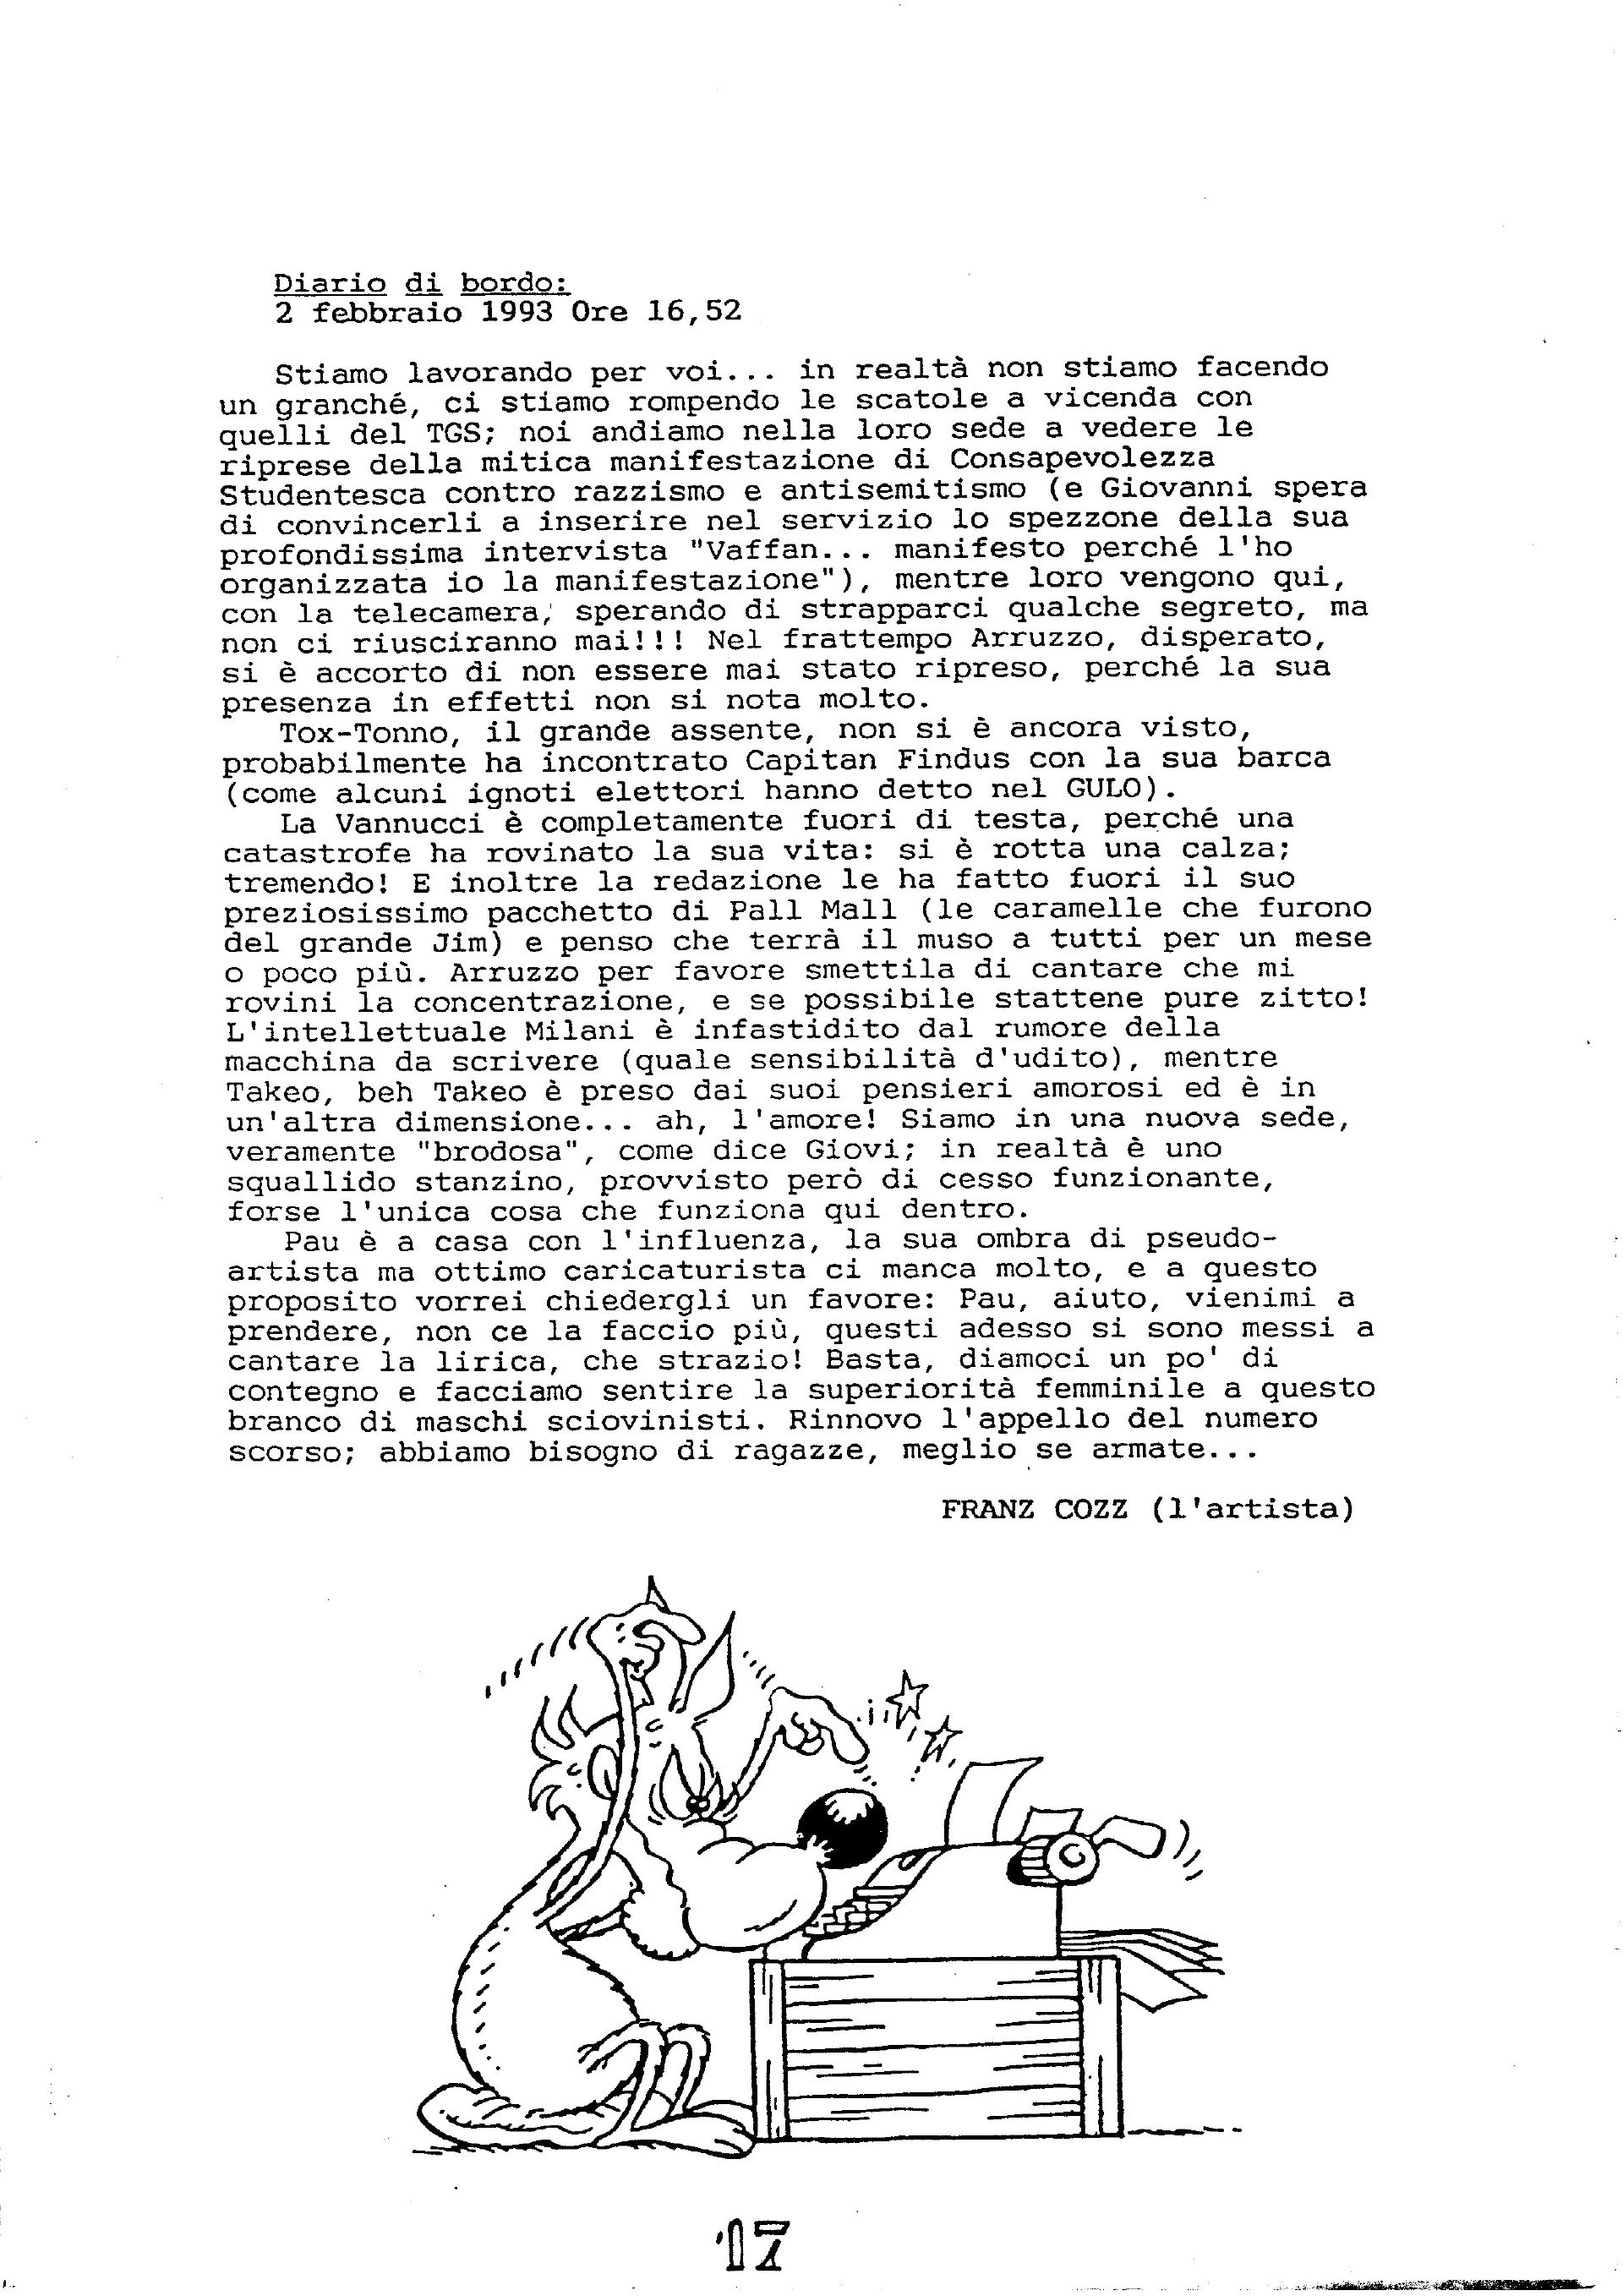 Diario di bordo:
2 febbraio 1993 Ore 16,52
Stiamo lavorando per voi... in realtà non stiamo facendo
un granché, ci stiamo rompendo le scatole a vicenda con
quelli del TGS; noi andiamo nella loro sede a vedere le
riprese della mitica manifestazione di Consapevolezza
Studentesca contro razzismo e antisemitismo (e Giovanni spera
di convincerli a inserire nel servizio lo spezzone della sua
profondissima intervista "Vaffan... manifesto perché l'ho
organizzata io la manifestazione"), mentre loro vengono qui,
con la telecamera, sperando di strapparci qualche segreto, ma
non ci riusciranno mai!!! Nel frattempo Arruzzo, disperato,
si è accorto di non essere mai stato ripreso, perché la sua
presenza in effetti non si nota molto.
Tox-Tonno, il grande assente, non si è ancora visto,
probabilmente ha incontrato Capitan Findus con la sua barca
(come alcuni ignoti elettori hanno detto nel GULO).
La Vannucci è completamente fuori di testa, perché una
catastrofe ha rovinato la sua vita: si è rotta una calza;
tremendo! E inoltre la redazione le ha fatto fuori il suo
preziosissimo pacchetto di Pall Mall (le caramelle che furono
del grande Jim) e penso che terrà il muso a tutti per un mese
o poco più. Arruzzo per favore smettila di cantare che mi
rovini la concentrazione, e se possibile stattene pure zitto!
L'intellettuale Milani è infastidito dal rumore della
macchina da scrivere (quale sensibilità d'udito), mentre
Takeo, beh Takeo è preso dai suoi pensieri amorosi ed è in
un'altra dimensione... ah, l'amore! Siamo in una nuova sede,
veramente "brodosa", come dice Giovi; in realtà è uno
squallido stanzino, provvisto però di cesso funzionante,
forse l'unica cosa che funziona qui dentro.
Pau è a casa con l'influenza, la sua ombra di pseudo-
artista ma ottimo caricaturista ci manca molto, e a questo
proposito vorrei chiedergli un favore: Pau, aiuto, vienimi a
prendere, non ce la faccio più, questi adesso si sono messi a
cantare la lirica, che strazio! Basta, diamoci un po' di
contegno e facciamo sentire la superiorità femminile a questo
branco di maschi sciovinisti. Rinnovo l'appello del numero
scorso; abbiamo bisogno di ragazze, meglio se armate...
FRANZ COZZ (l'artista)
17